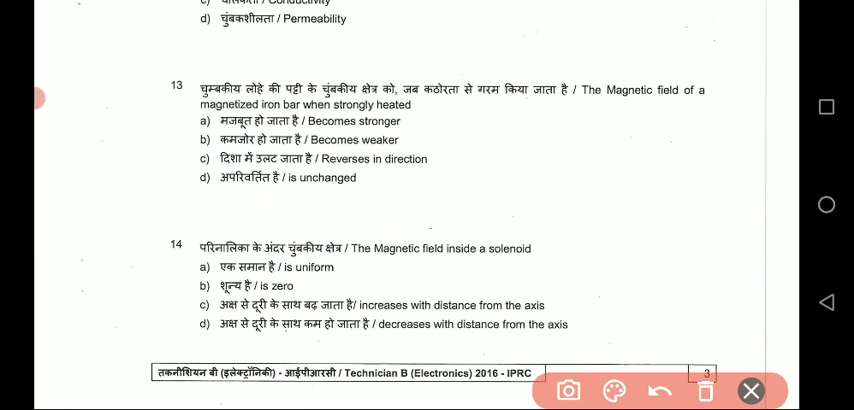 d) चुंबकशीलता / Permeability
13 चुम्बकीय लोहे की पट्टी के चुंबकीय क्षेत्र को, जब कठोरता से गरम किया जाता है / The Magnetic field of a
magnetized iron bar when strongly heated
a) मजबूत हो जाता है / Becomes stronger
b) कमजोर हो जाता है / Becomes weaker
c) दिशा में उलट जाता है / Reverses in direction
d) अपरिवर्तित है / is unchanged
14 परिनालिका के अंदर चुंबकीय क्षेत्र / The Magnetic field inside a solenoid
a) एक समान है / is uniform
b) शून्य है / is zero
c) अक्ष से दूरी के साथ बढ़ जाता है/ increases with distance from the axis
d) अक्ष से दूरी के साथ कम हो जाता है / decreases with distance from the axis
तकनीशियन बी (इलेक्ट्रॉनिकी) - आईपीआरसी / Technician B (Electronics) 2016 - IPRC 3